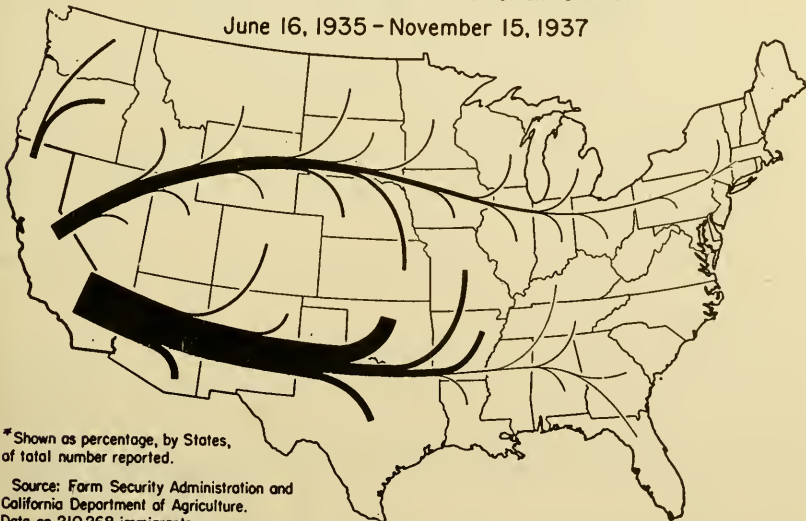 June 16, 1935 – November 15, 1937
*Shown as percentage, by States,
of total number reported.
Source: Farm Security Administration and
California Department of Agriculture.